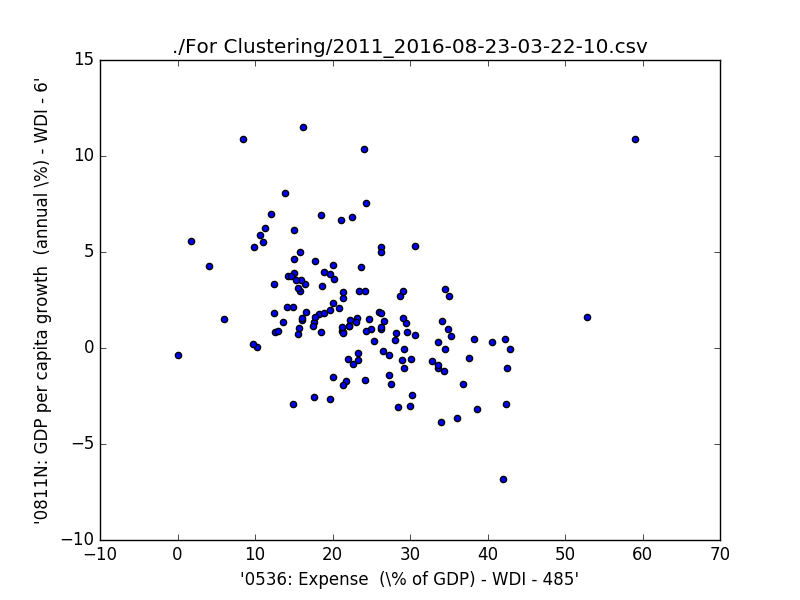 ./For Clustering/2011_2016-08-23-03-22-10.csv
15
10
5
0
−5
−10
−10 0 10 20 30 40 50 60 70
'0811N: GDP per capita growth  (annual \%) - WDI - 6'
'0536: Expense  (\% of GDP) - WDI - 485'